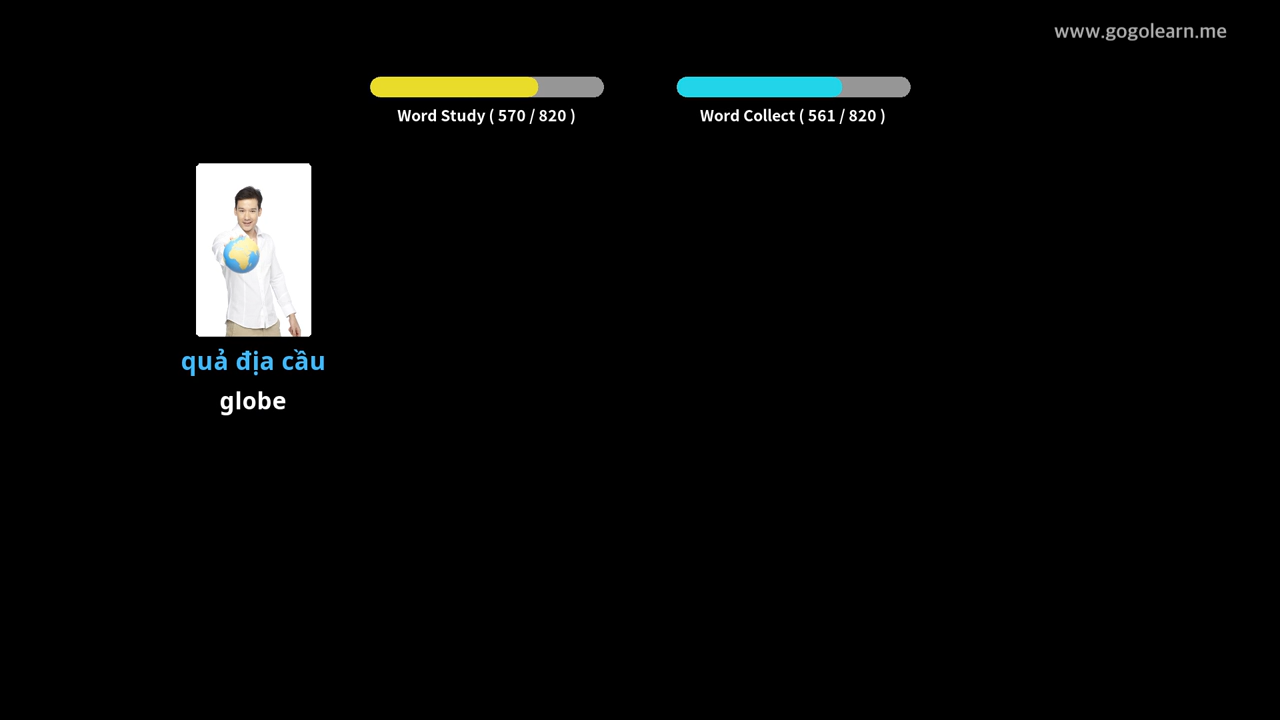 www.gogolearn.me
Word Study ( 570 / 820 )
Word Collect ( 561 / 820 )
quả địa cầu
globe